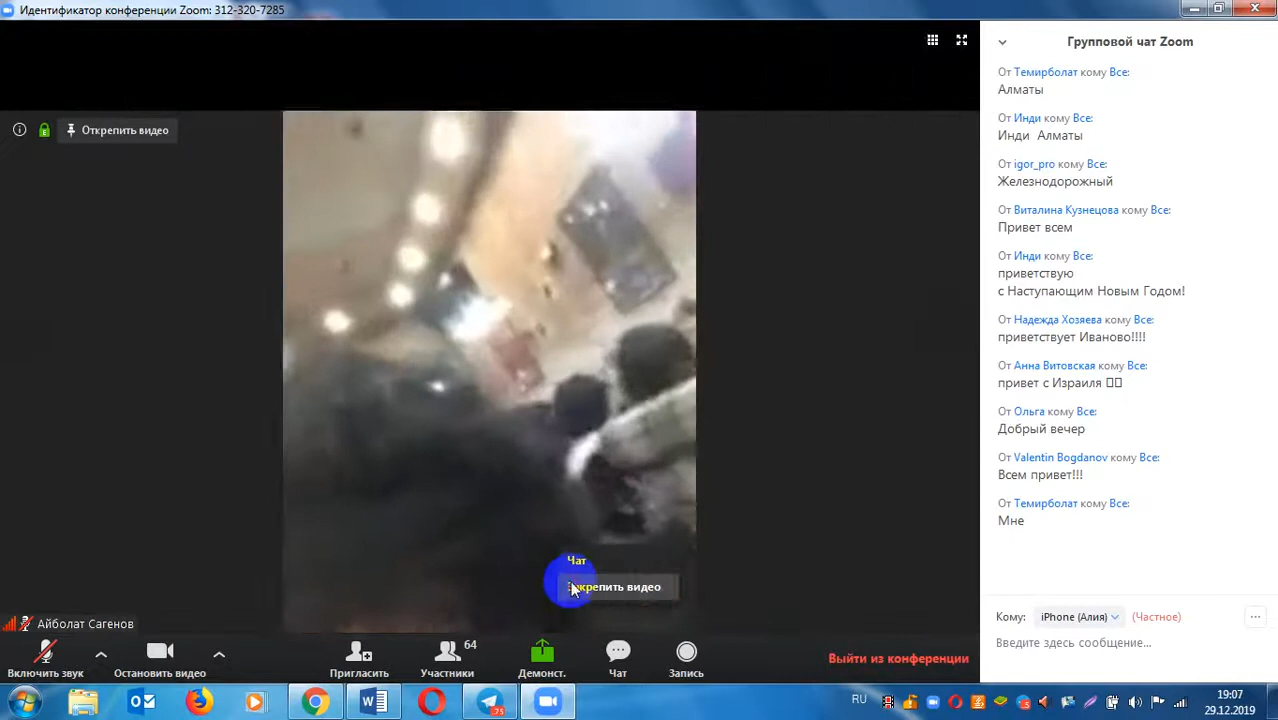 Идентификатор конференции Zoom: 312-320-7285
Открепить видео
Чат
крепить видео
Айболат Сагенов
Включить звук
Остановить видео
Пригласить
64
Участники
Демонст.
Чат
Запись
Выйти из конференции
Групповой чат Zoom
От Темирболат кому Все:
Алматы
От Инди кому Все:
Инди Алматы
От igor_pro кому Все:
Железнодорожный
От Виталина Кузнецова кому Все:
Привет всем
От Инди кому Все:
приветствую
с Наступающим Новым Годом!
От Надежда Хозяева кому Все:
приветствует Иваново!!!!
От Анна Витовская кому Все:
привет с Израиля
От Ольга кому Все:
Добрый вечер
От Valentin Bogdanov кому Все:
Всем привет!!!
От Темирболат кому Все:
Мне
Кому: iPhone (Алия) (Частное)
Введите здесь сообщение...
RU
19:07
29.12.2019